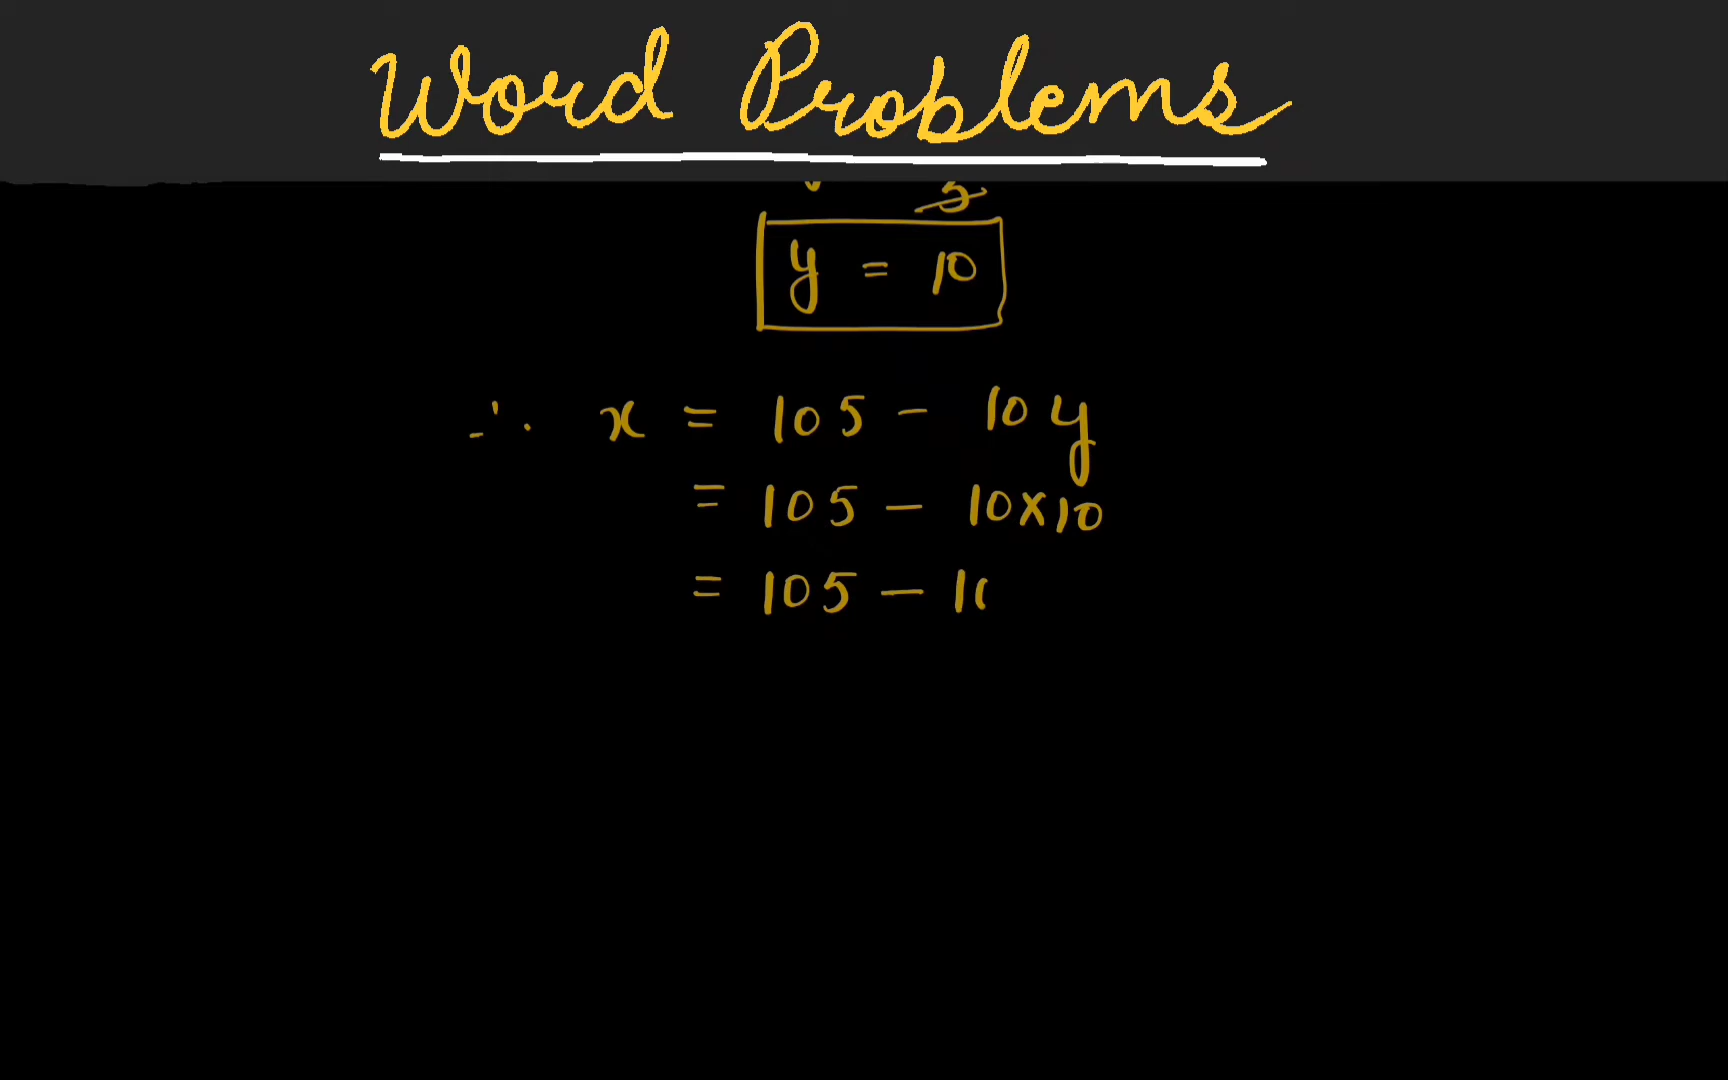 Word Problems
y = 10
∴ x = 105 - 10y
= 105 - 10×10
= 105 - 1